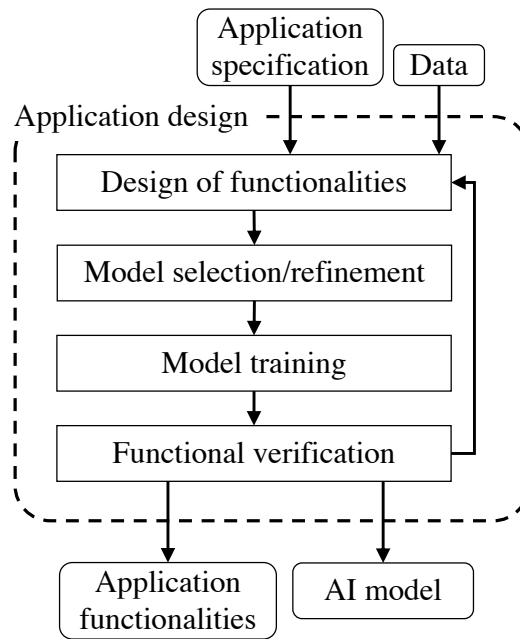 Application
specification
Data
Application design
Design of functionalities
Model selection/refinement
Model training
Functional verification
Application
functionalities
AI model